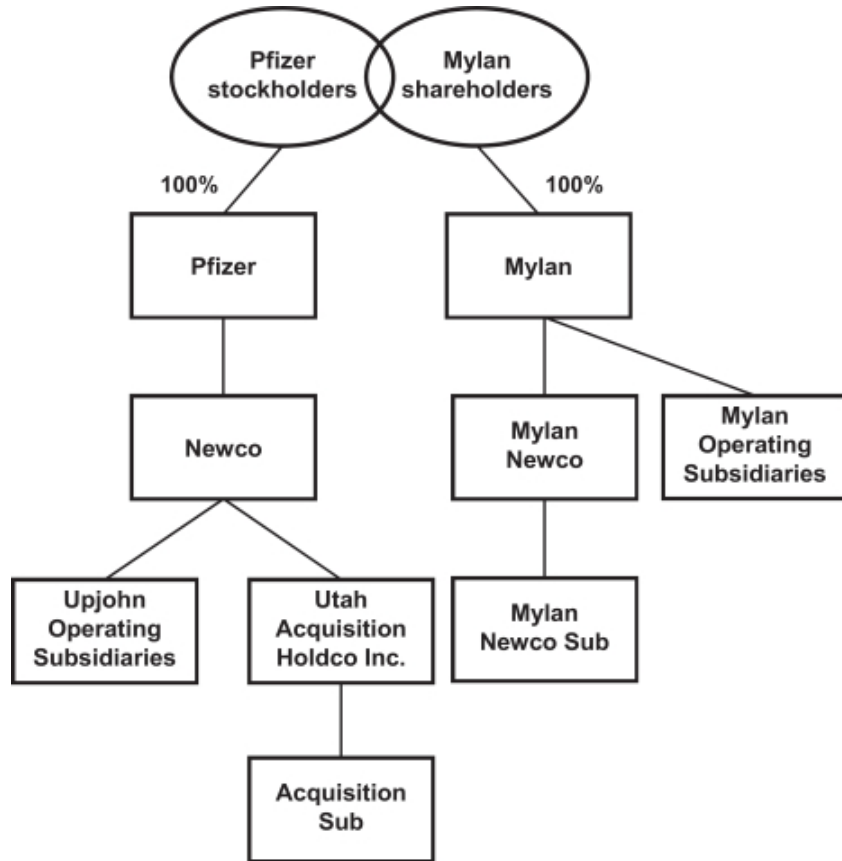 Pfizer
stockholders
Mylan
shareholders
100%
100%
Pfizer
Mylan
Newco
Mylan
Newco
Mylan
Operating
Subsidiaries
Upjohn
Operating
Subsidiaries
Utah
Acquisition
Holdco Inc.
Mylan
Newco Sub
Acquisition
Sub